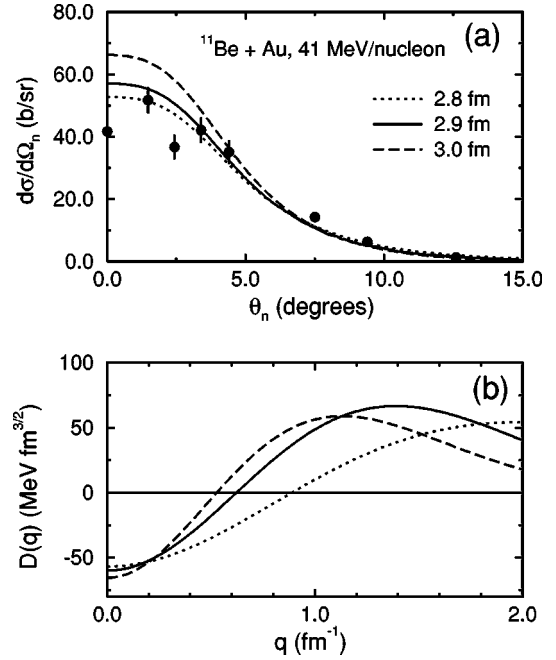 (a)
¹¹Be + Au, 41 MeV/nucleon
2.8 fm
2.9 fm
3.0 fm
dσ/dΩₙ (b/sr)
80.0
60.0
40.0
20.0
0.0
0.0 5.0 10.0 15.0
θₙ (degrees)
(b)
D(q) (MeV fm³ᐟ²)
100
50
0
-50
0.0 1.0 2.0
q (fm⁻¹)